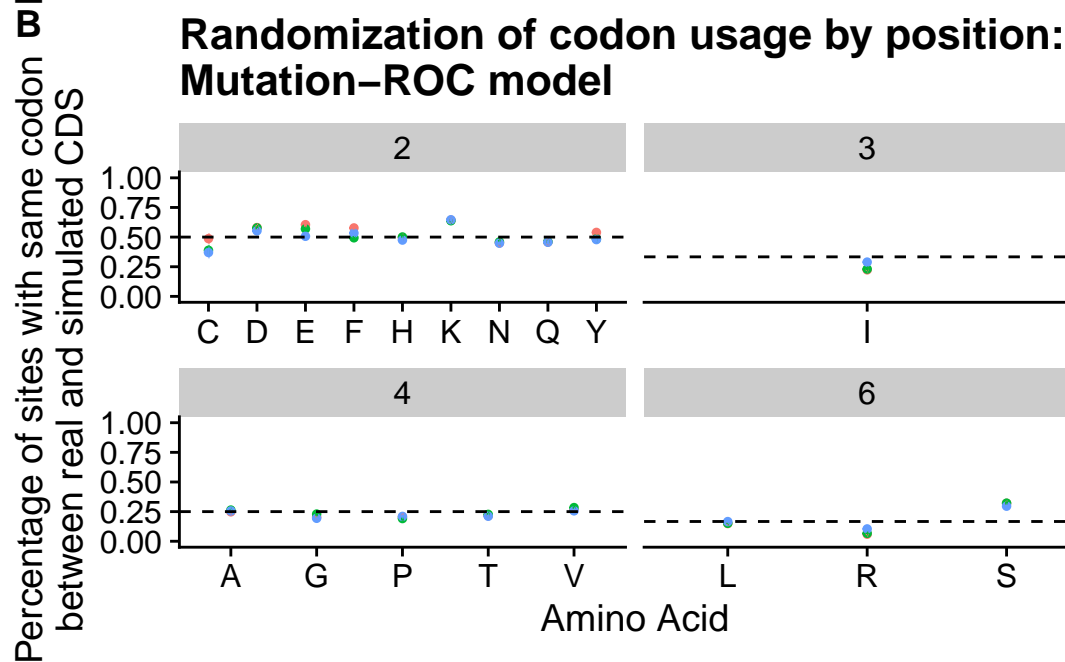 B
Randomization of codon usage by position:
Mutation−ROC model
Percentage of sites with same codon
between real and simulated CDS
2
3
1.00
0.75
0.50
0.25
0.00
C D E F H K N Q Y
I
4
6
1.00
0.75
0.50
0.25
0.00
A G P T V
L R S
Amino Acid